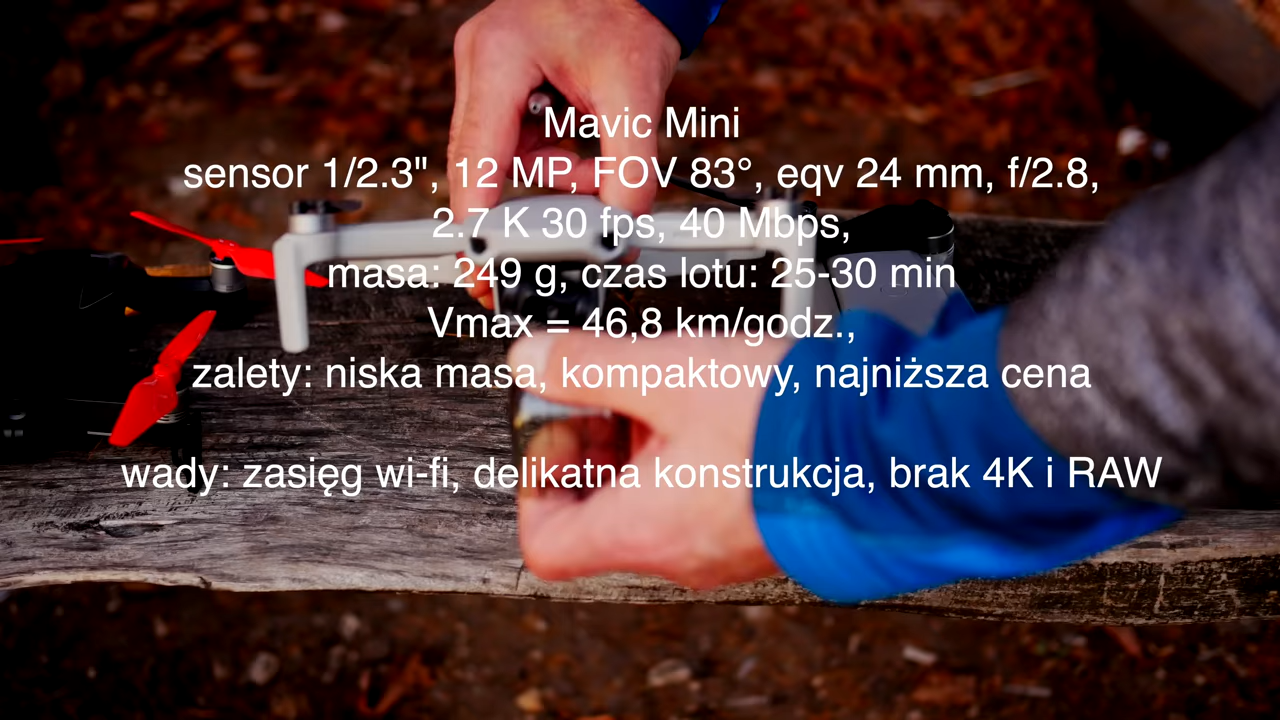 Mavic Mini
sensor 1/2.3", 12 MP, FOV 83°, eqv 24 mm, f/2.8,
2.7 K 30 fps, 40 Mbps,
masa: 249 g, czas lotu: 25-30 min
Vmax = 46,8 km/godz.,
zalety: niska masa, kompaktowy, najniższa cena
wady: zasięg wi-fi, delikatna konstrukcja, brak 4K i RAW